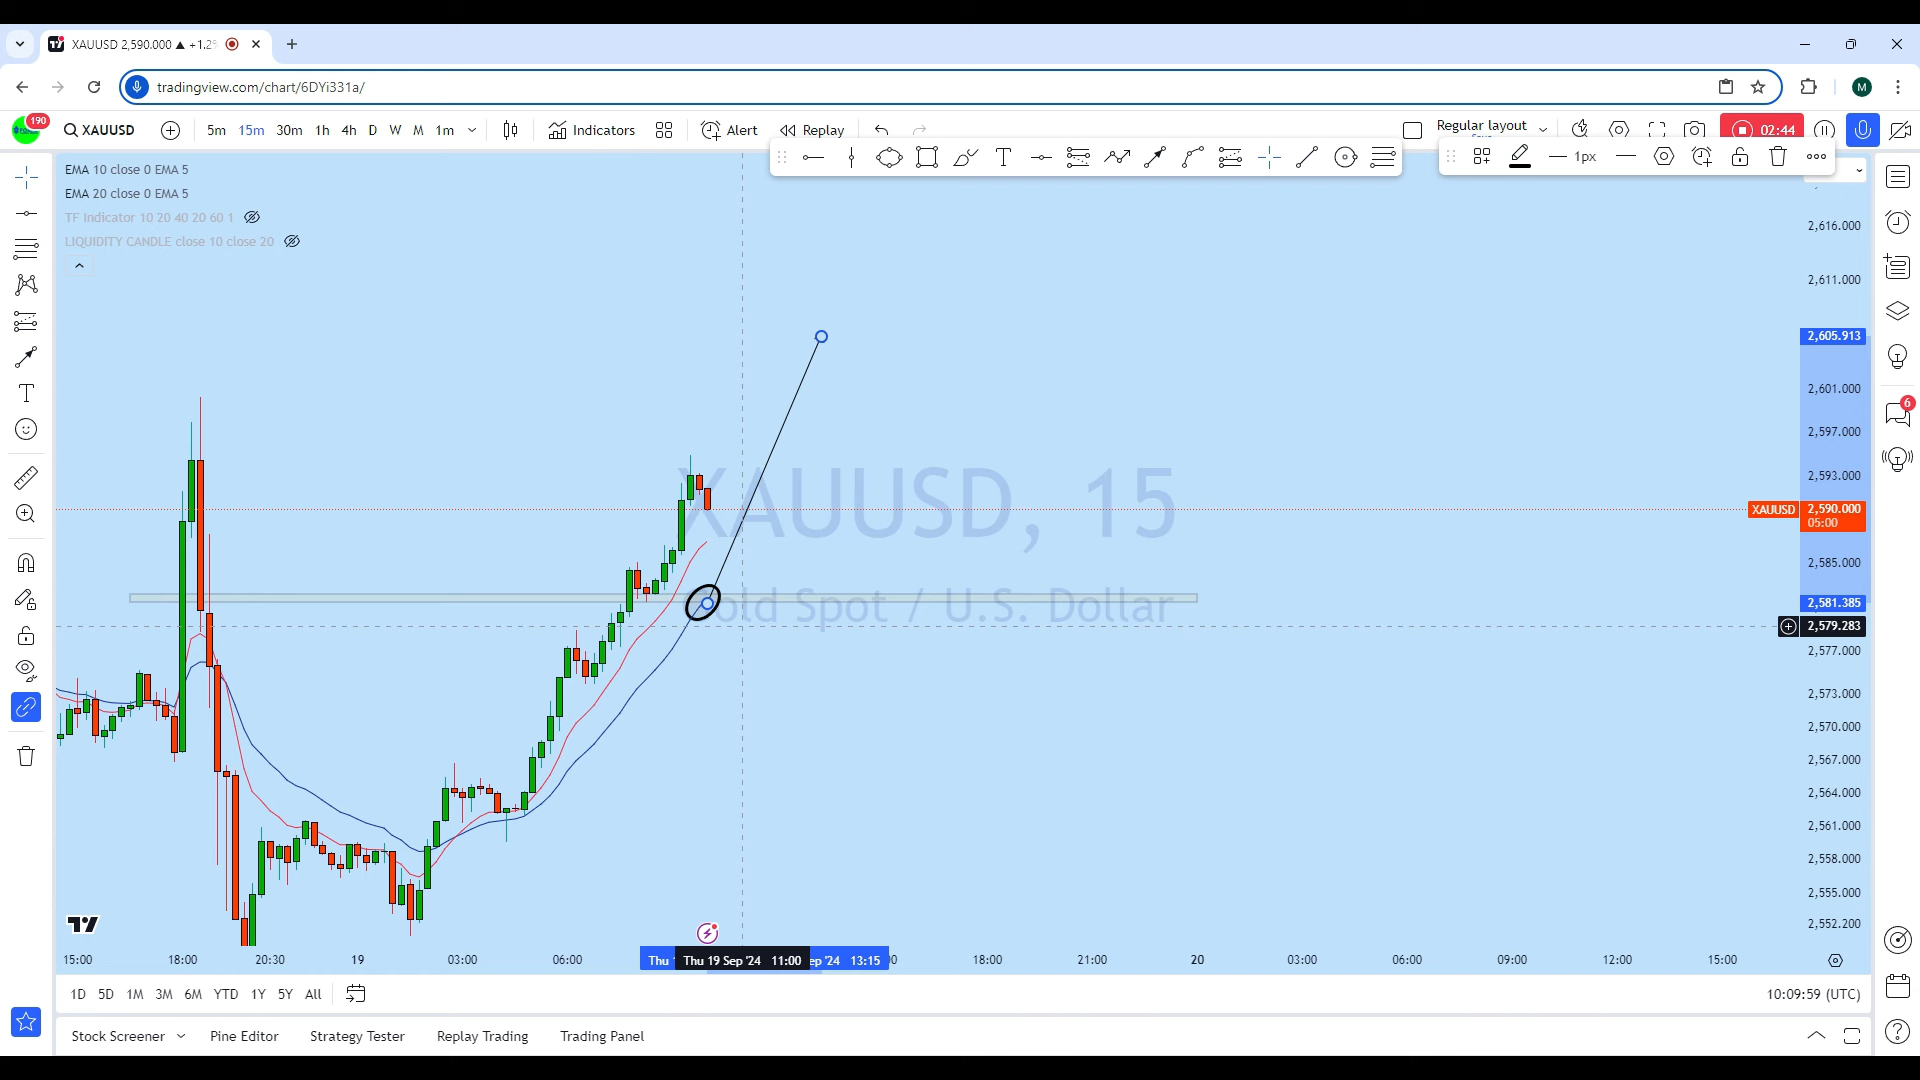 XAUUSD 2,590.000 ▲ +1.2%
tradingview.com/chart/6DYi331a/
M
190
XAUUSD
5m 15m 30m 1h 4h D W M 1m
Indicators
Alert
Replay
Regular layout
Save
02:44
1px
EMA 10 close 0 EMA 5
EMA 20 close 0 EMA 5
TF Indicator 10 20 40 20 60 1
LIQUIDITY CANDLE close 10 close 20
XAUUSD, 15
Gold Spot / U.S. Dollar
2,616.000
2,611.000
2,605.913
2,601.000
2,597.000
2,593.000
XAUUSD 2,590.000
05:00
2,585.000
2,581.385
2,579.283
2,577.000
2,573.000
2,570.000
2,567.000
2,564.000
2,561.000
2,558.000
2,555.000
2,552.200
6
15:00 18:00 20:30 19 03:00 06:00 Thu Thu 19 Sep '24 11:00 ep '24 13:15 18:00 21:00 20 03:00 06:00 09:00 12:00 15:00
1D 5D 1M 3M 6M YTD 1Y 5Y All
10:09:59 (UTC)
Stock Screener Pine Editor Strategy Tester Replay Trading Trading Panel